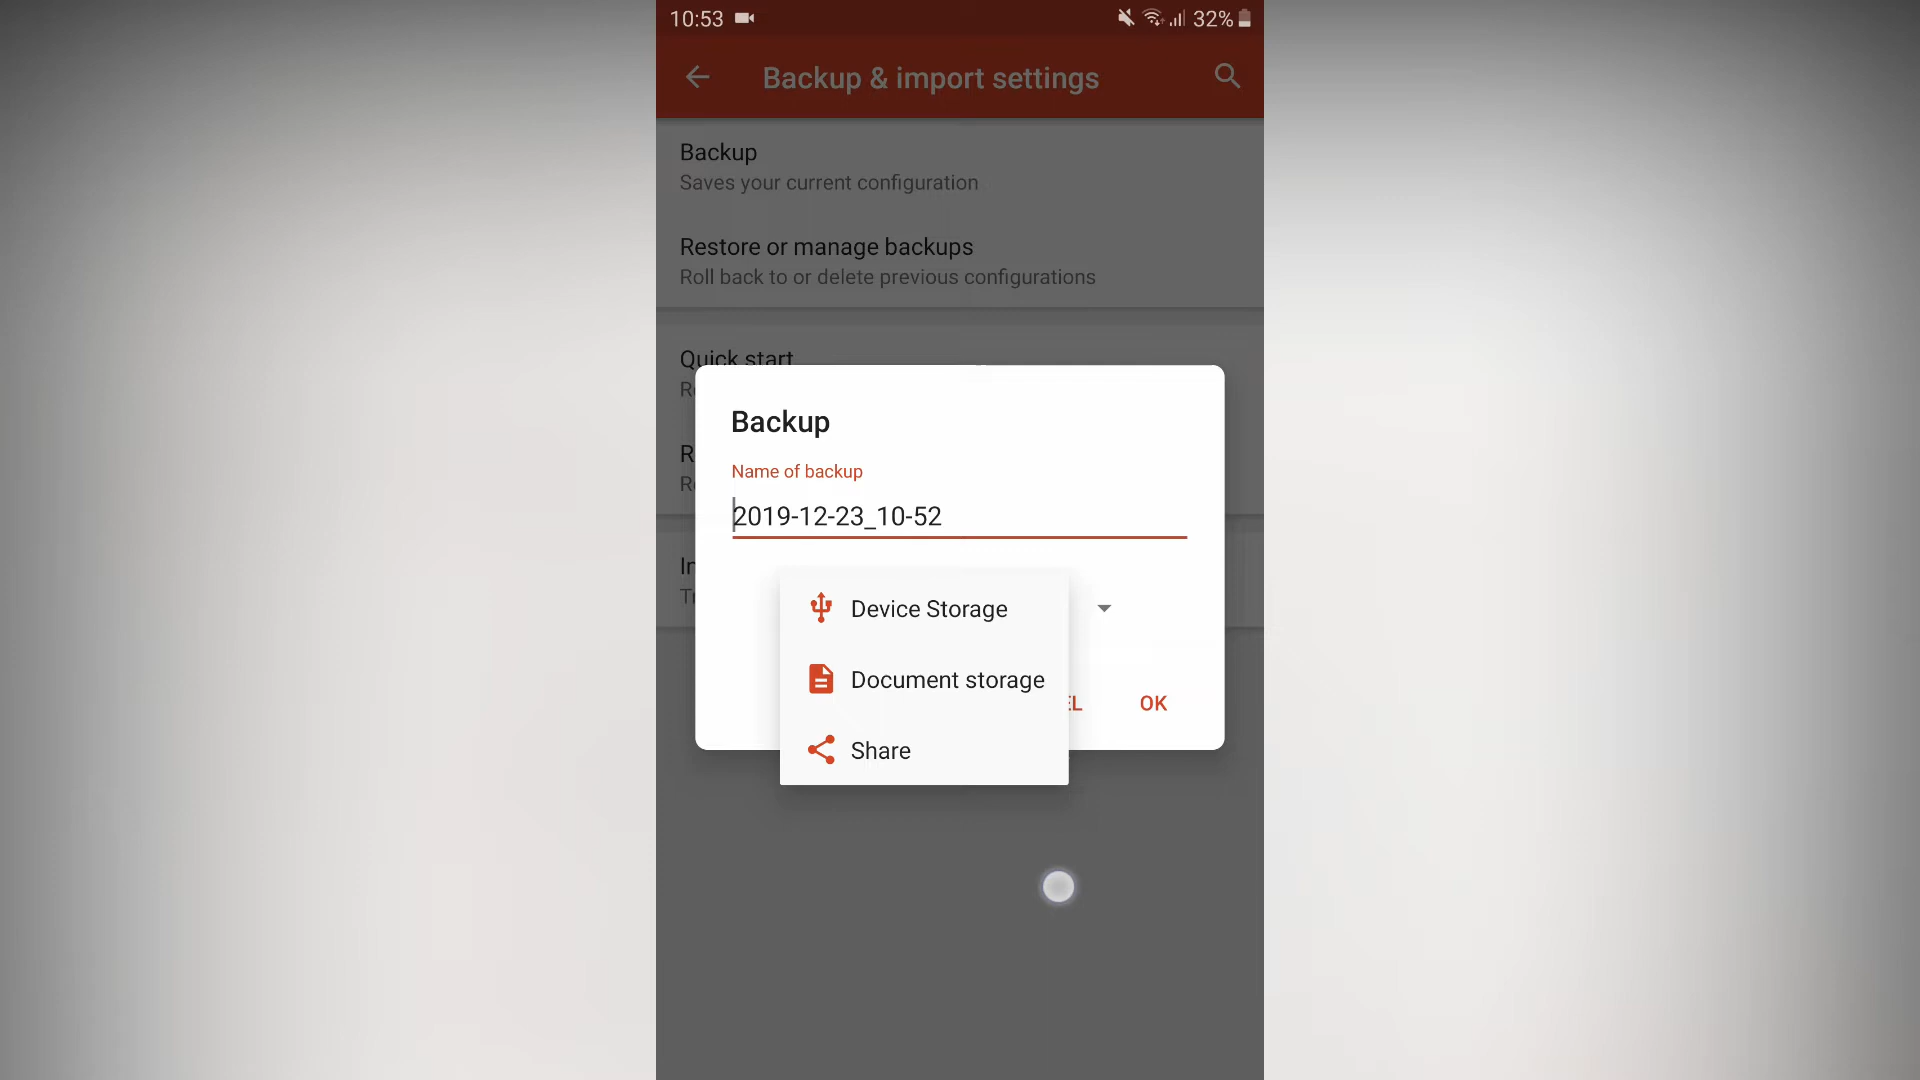 10:53
32%
Backup & import settings
Backup
Saves your current configuration
Restore or manage backups
Roll back to or delete previous configurations
Quick start
Backup
Name of backup
2019-12-23_10-52
Device Storage
Document storage
OK
Share